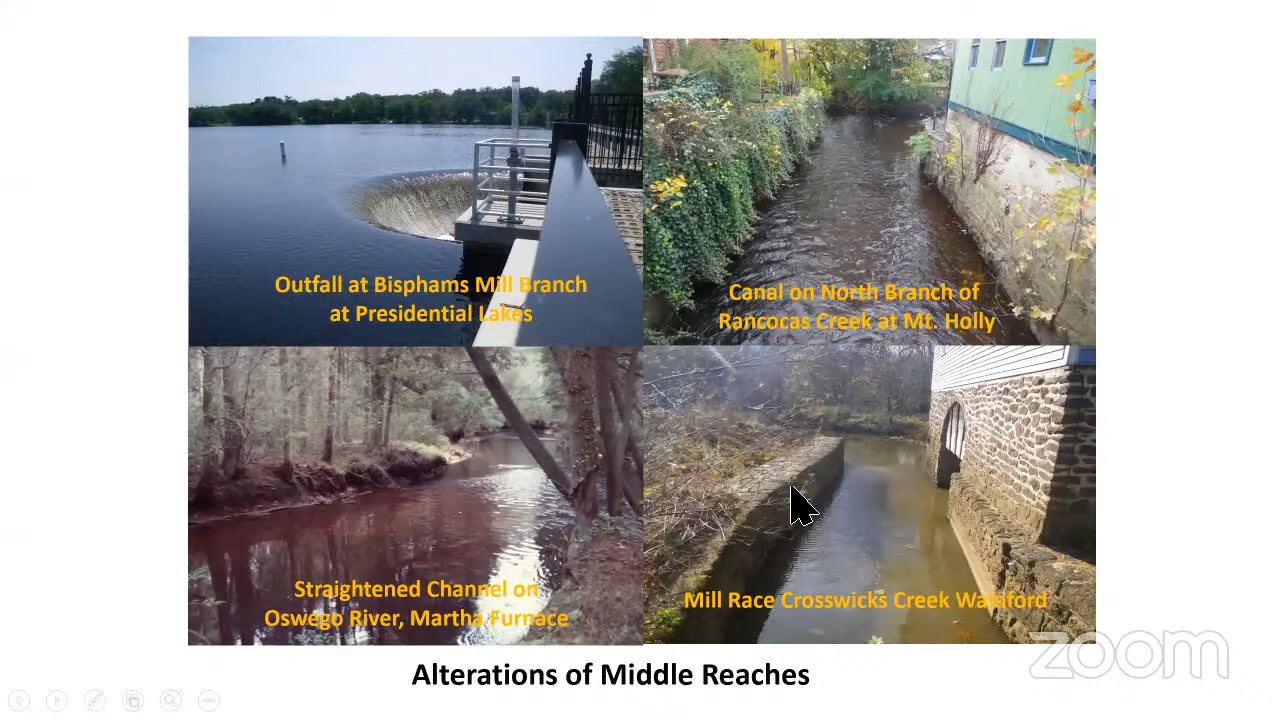 Outfall at Bisphams Mill Branch
at Presidential Lakes
Canal on North Branch of
Rancocas Creek at Mt. Holly
Straightened Channel on
Oswego River, Martha Furnace
Mill Race Crosswicks Creek Walnford
Alterations of Middle Reaches
zoom